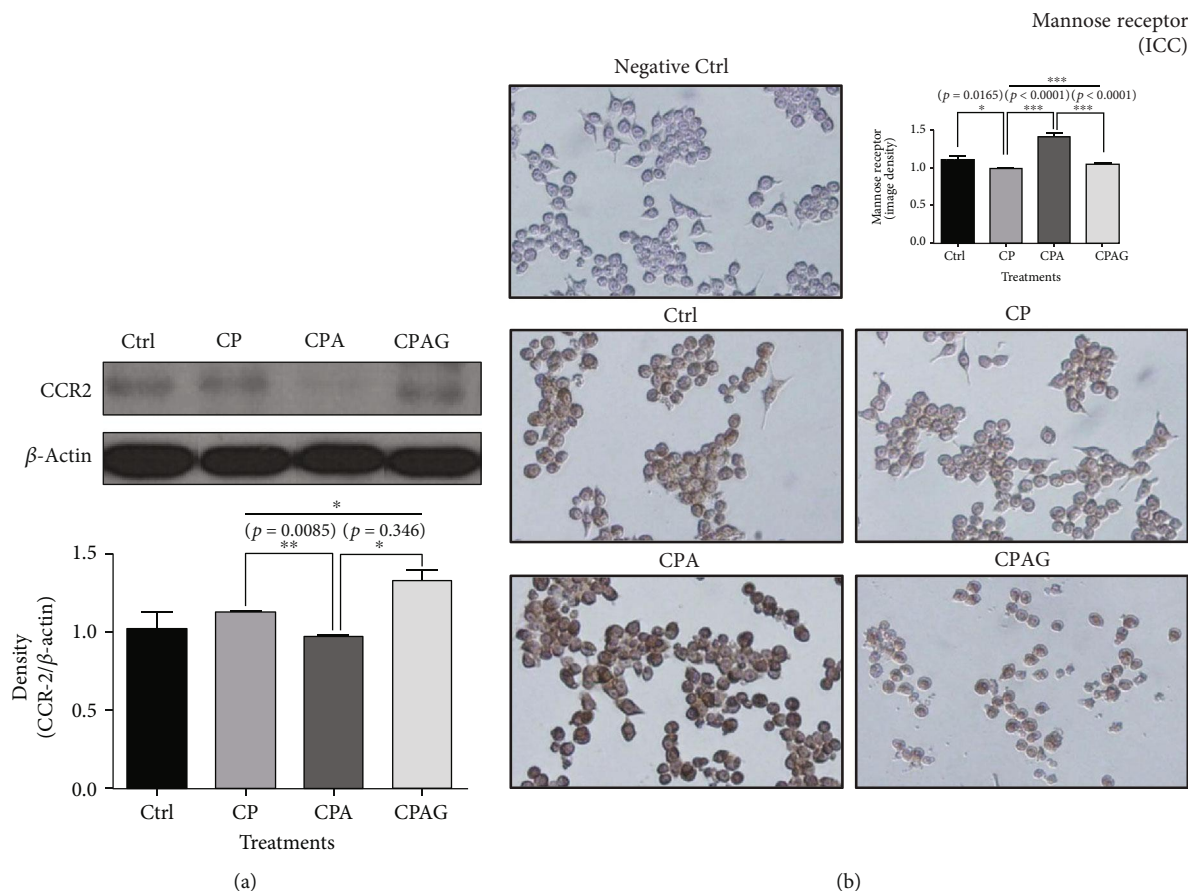 Ctrl CP CPA CPAG
CCR2
β-Actin
*
(p = 0.0085) (p = 0.346)
** *
1.5
1.0
0.5
0.0
Density
(CCR-2/β-actin)
Ctrl CP CPA CPAG
Treatments
(a)
Mannose receptor
(ICC)
Negative Ctrl
***
(p = 0.0165) (p < 0.0001) (p < 0.0001)
* *** ***
1.5
1.0
0.5
0.0
Mannose receptor
(image density)
Ctrl CP CPA CPAG
Treatments
Ctrl
CP
CPA
CPAG
(b)